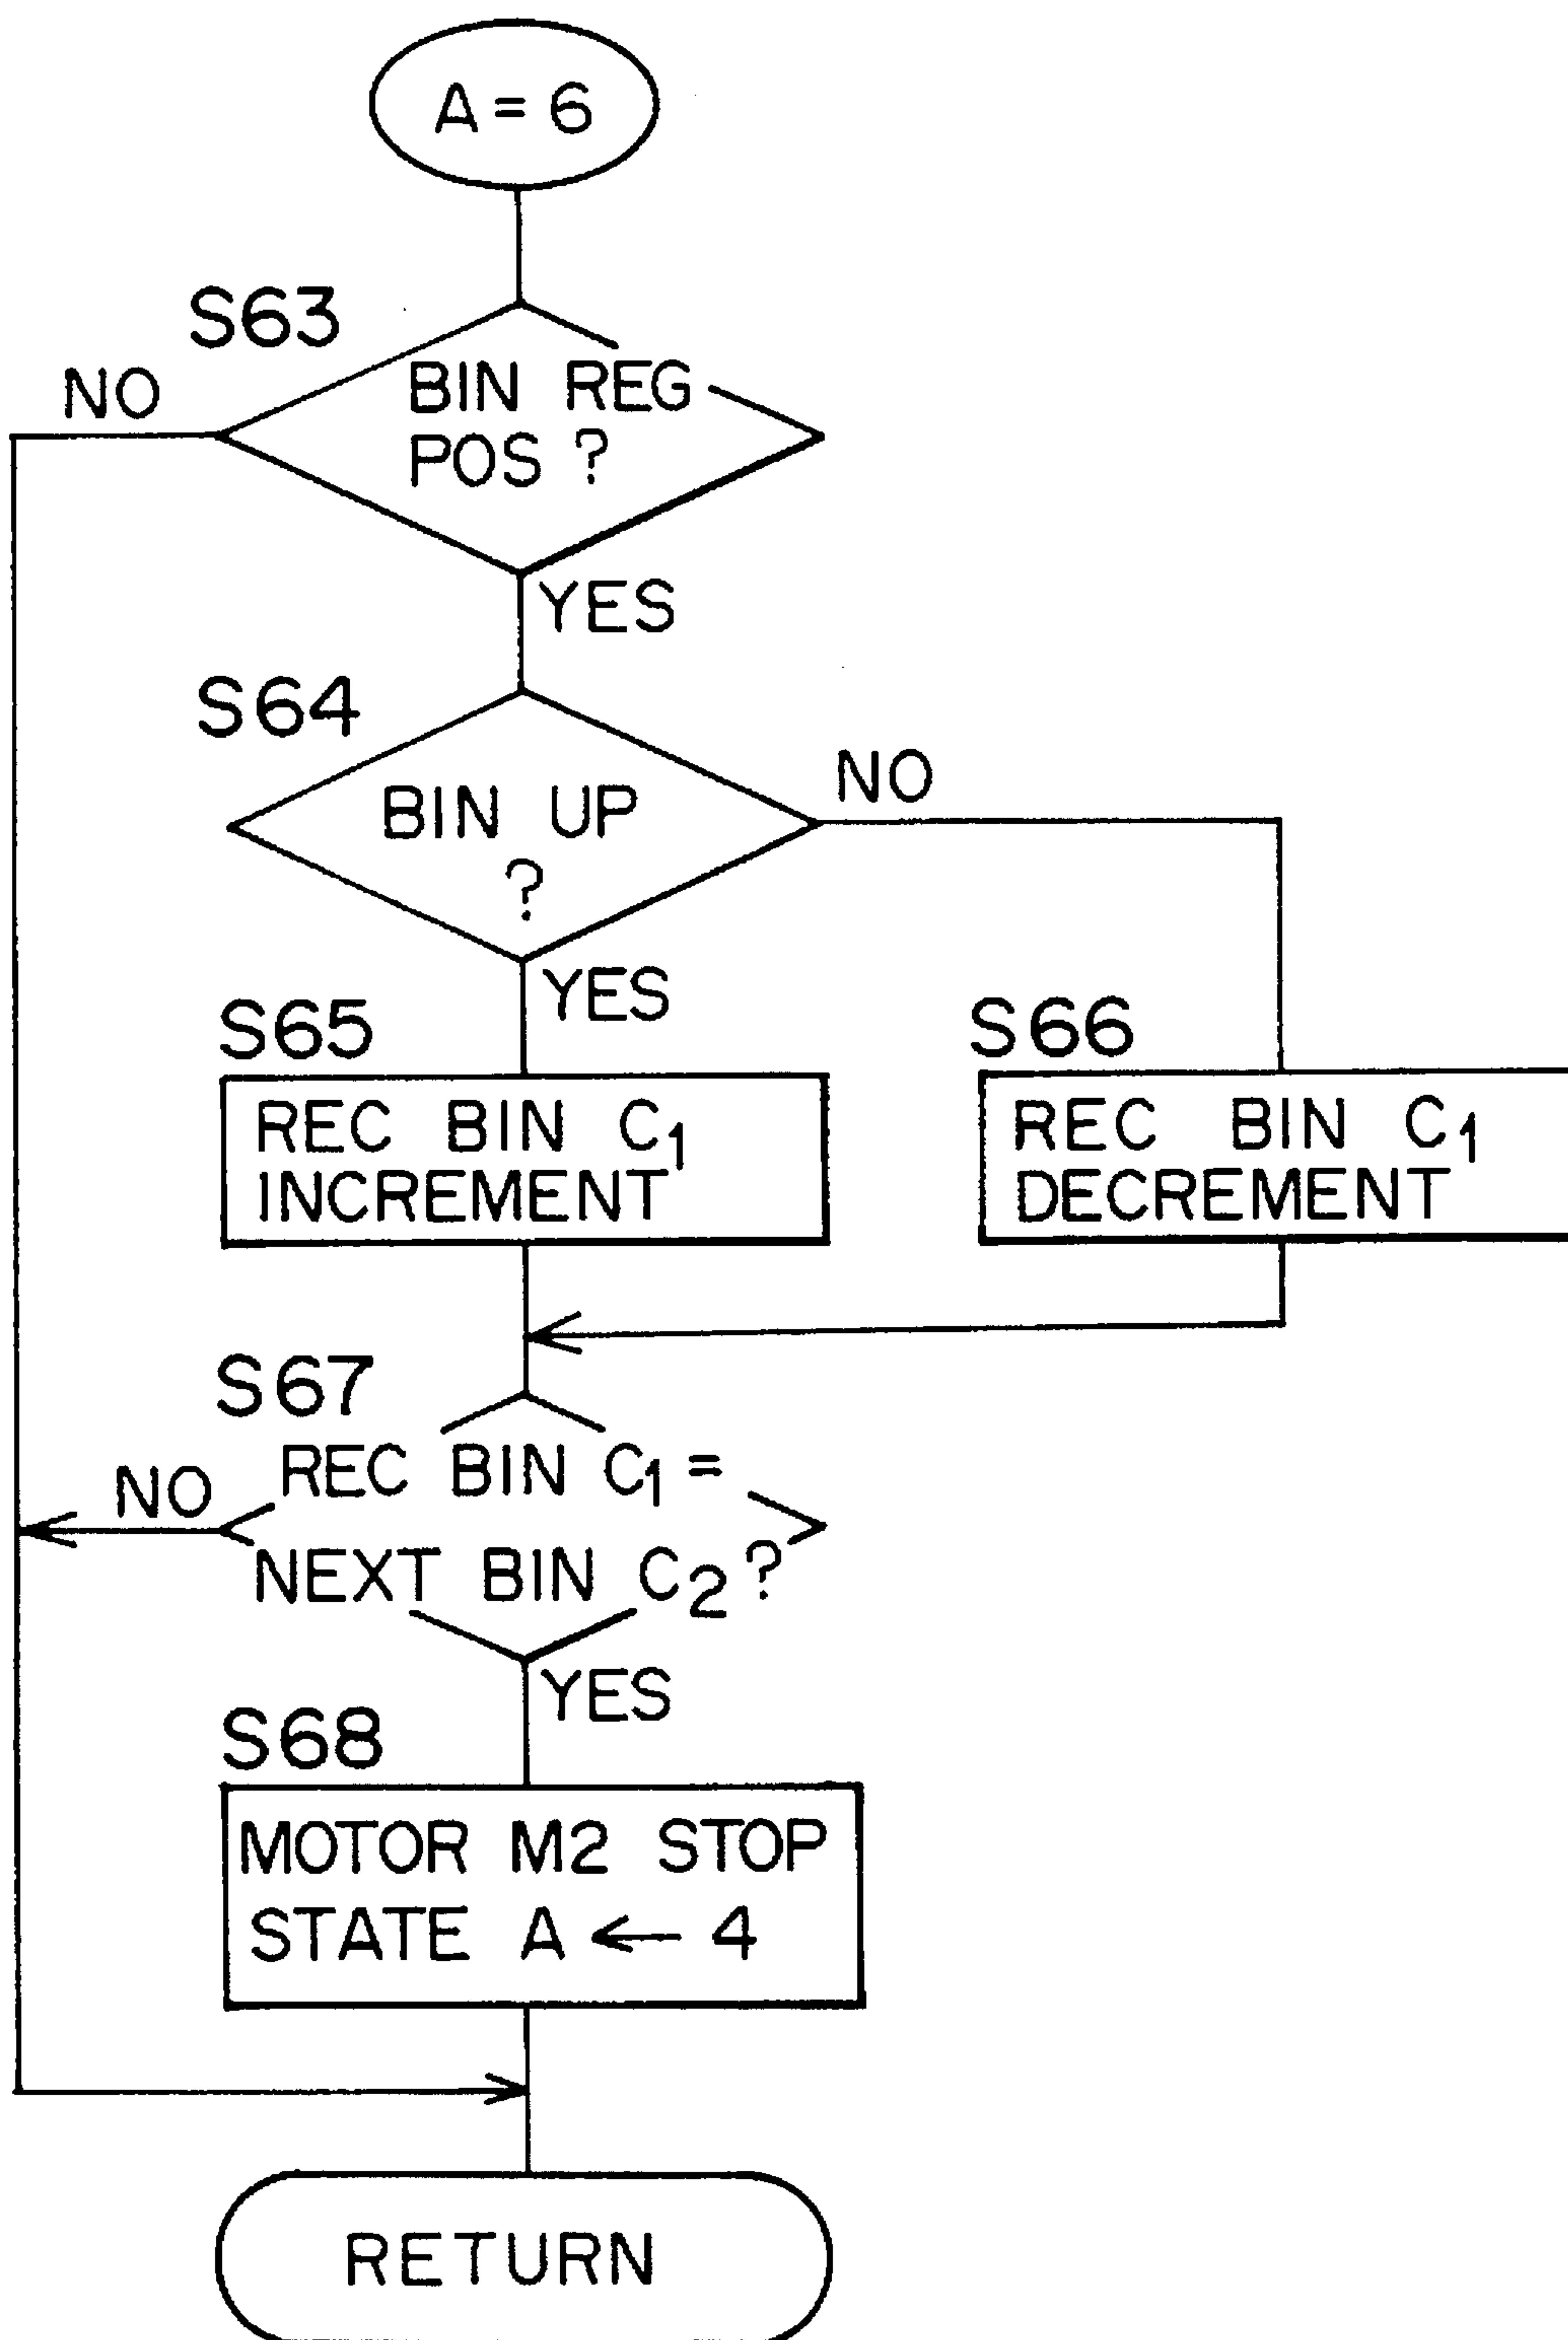 A = 6
S63
NO
BIN REG
POS ?
YES
S64
NO
BIN UP
?
YES
S65
S66
REC BIN C₁
INCREMENT
REC BIN C₁
DECREMENT
S67
NO
REC BIN C₁ =
NEXT BIN C₂ ?
YES
S68
MOTOR M2 STOP
STATE A ← 4
RETURN